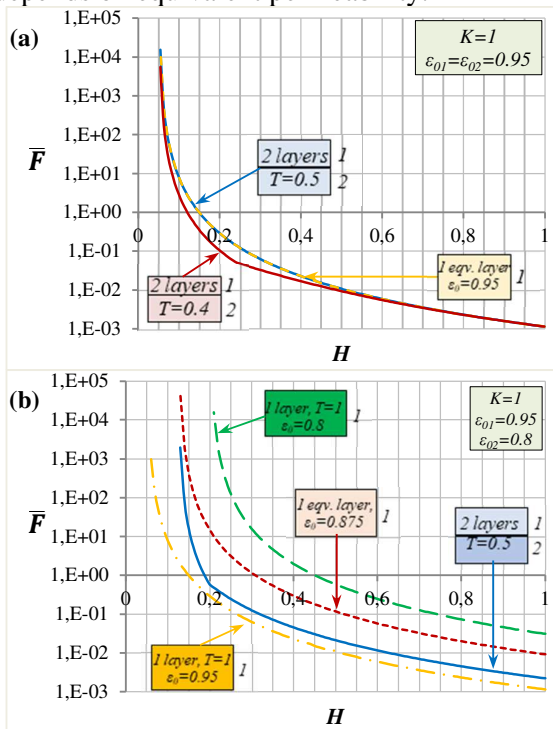 (a)
K=1
ε01=ε02=0.95
1,E+05
1,E+04
1,E+03
1,E+02
1,E+01
1,E+00
1,E-01
1,E-02
1,E-03
F̅
2 layers 1
T=0.5 2
0 0,2 0,4 0,6 0,8 1
1 eqv. layer 1
ε0=0.95
2 layers 1
T=0.4 2
H
(b)
K=1
ε01=0.95
ε02=0.8
1,E+05
1,E+04
1,E+03
1,E+02
1,E+01
1,E+00
1,E-01
1,E-02
1,E-03
F̅
1 layer, T=1 1
ε0=0.8
1 eqv. layer, 1
ε0=0.875
2 layers 1
T=0.5 2
0 0,2 0,4 0,6 0,8 1
1 layer, T=1 1
ε0=0.95
H